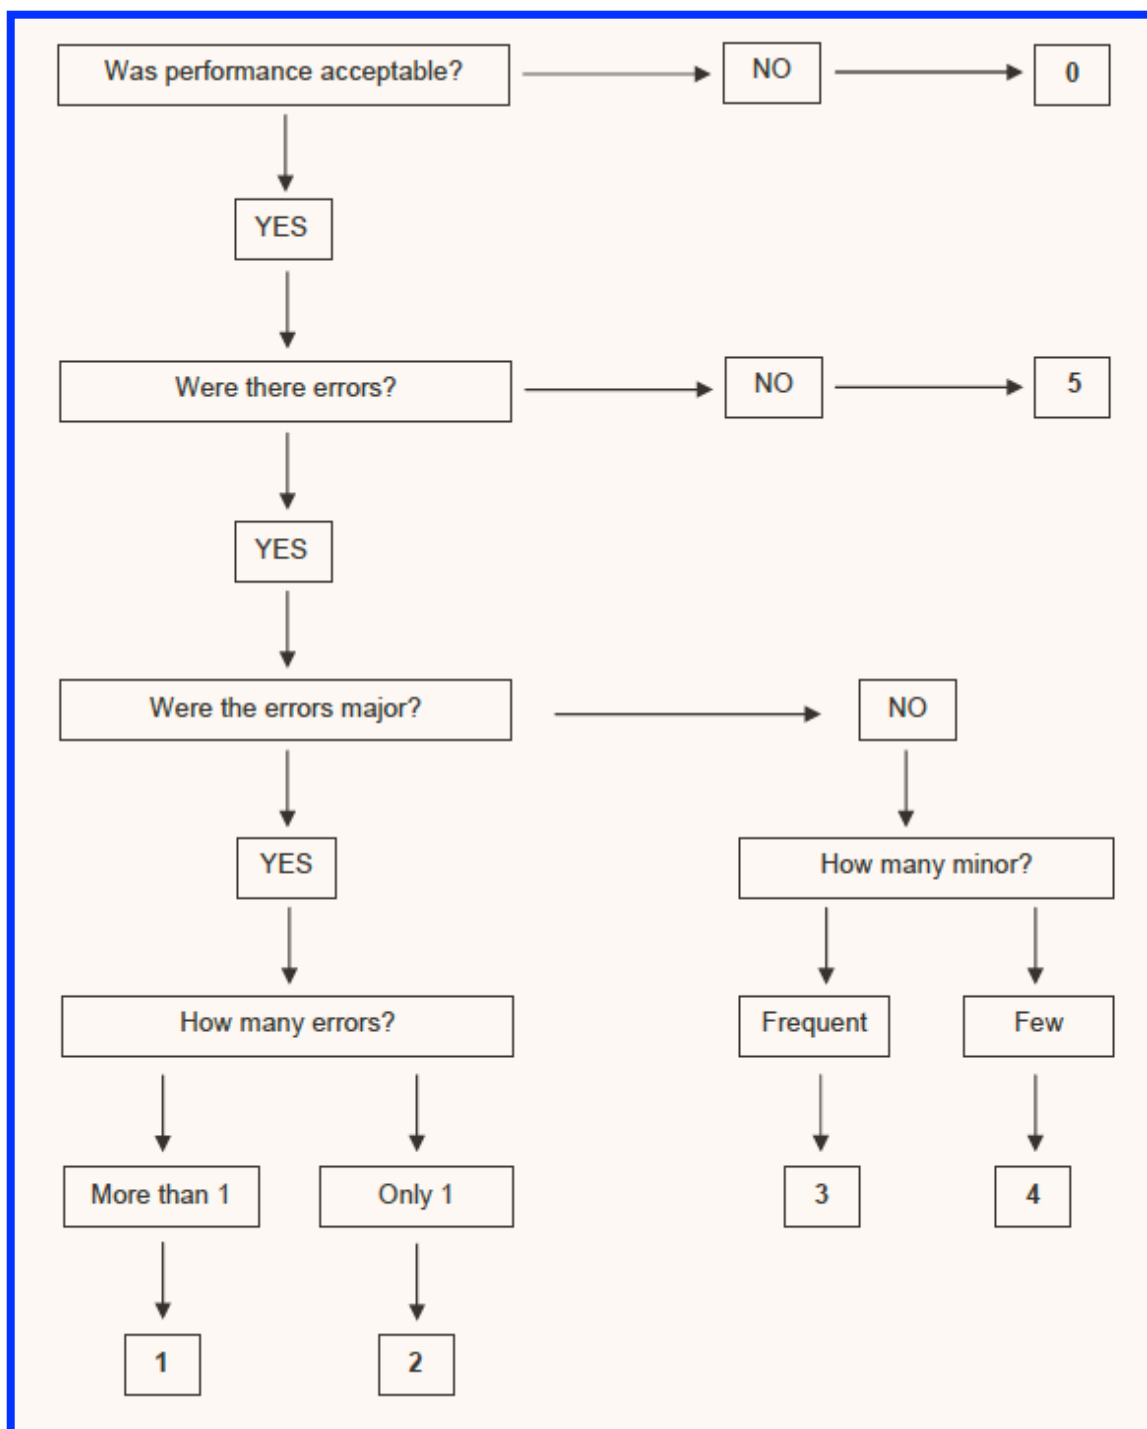 Was performance acceptable?
NO
0
YES
Were there errors?
NO
5
YES
Were the errors major?
NO
YES
How many minor?
How many errors?
Frequent
Few
More than 1
Only 1
3
4
1
2